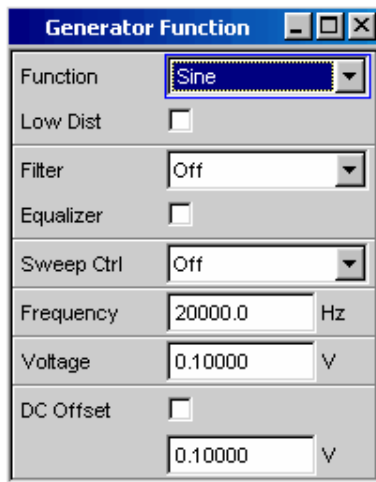 Generator Function
Function Sine
Low Dist
Filter Off
Equalizer
Sweep Ctrl Off
Frequency 20000.0 Hz
Voltage 0.10000 V
DC Offset
0.10000 V